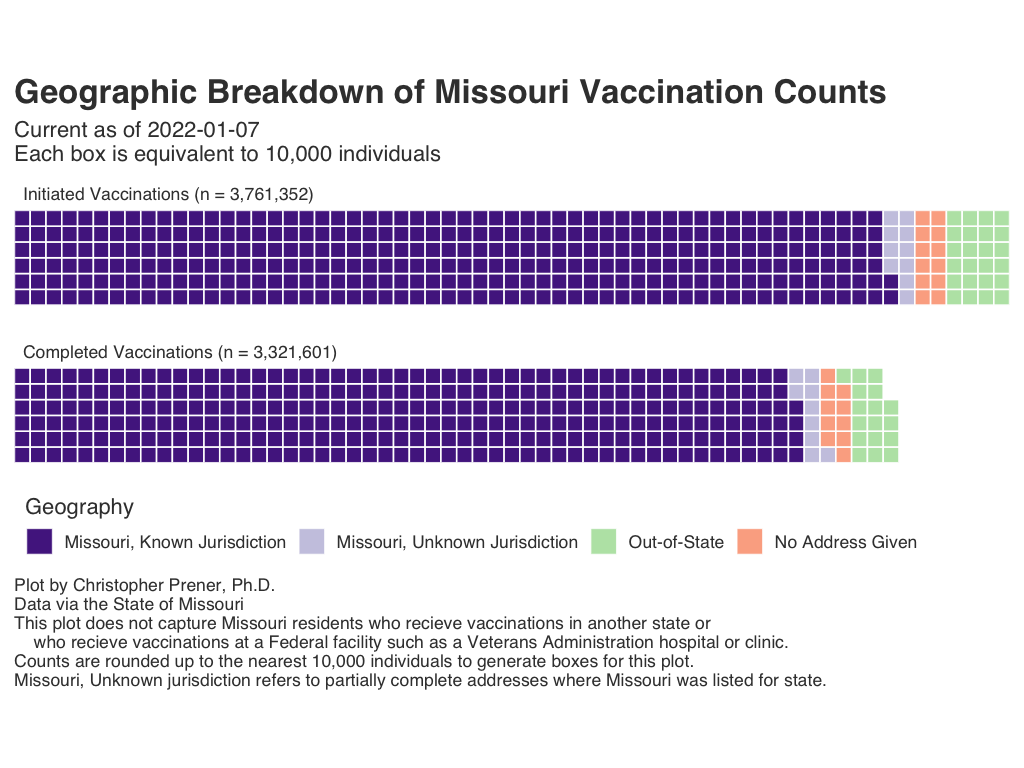 Geographic Breakdown of Missouri Vaccination Counts
Current as of 2022-01-07
Each box is equivalent to 10,000 individuals
Initiated Vaccinations (n = 3,761,352)
Completed Vaccinations (n = 3,321,601)
Geography
Missouri, Known Jurisdiction Missouri, Unknown Jurisdiction Out-of-State No Address Given
Plot by Christopher Prener, Ph.D.
Data via the State of Missouri
This plot does not capture Missouri residents who recieve vaccinations in another state or
who recieve vaccinations at a Federal facility such as a Veterans Administration hospital or clinic.
Counts are rounded up to the nearest 10,000 individuals to generate boxes for this plot.
Missouri, Unknown jurisdiction refers to partially complete addresses where Missouri was listed for state.